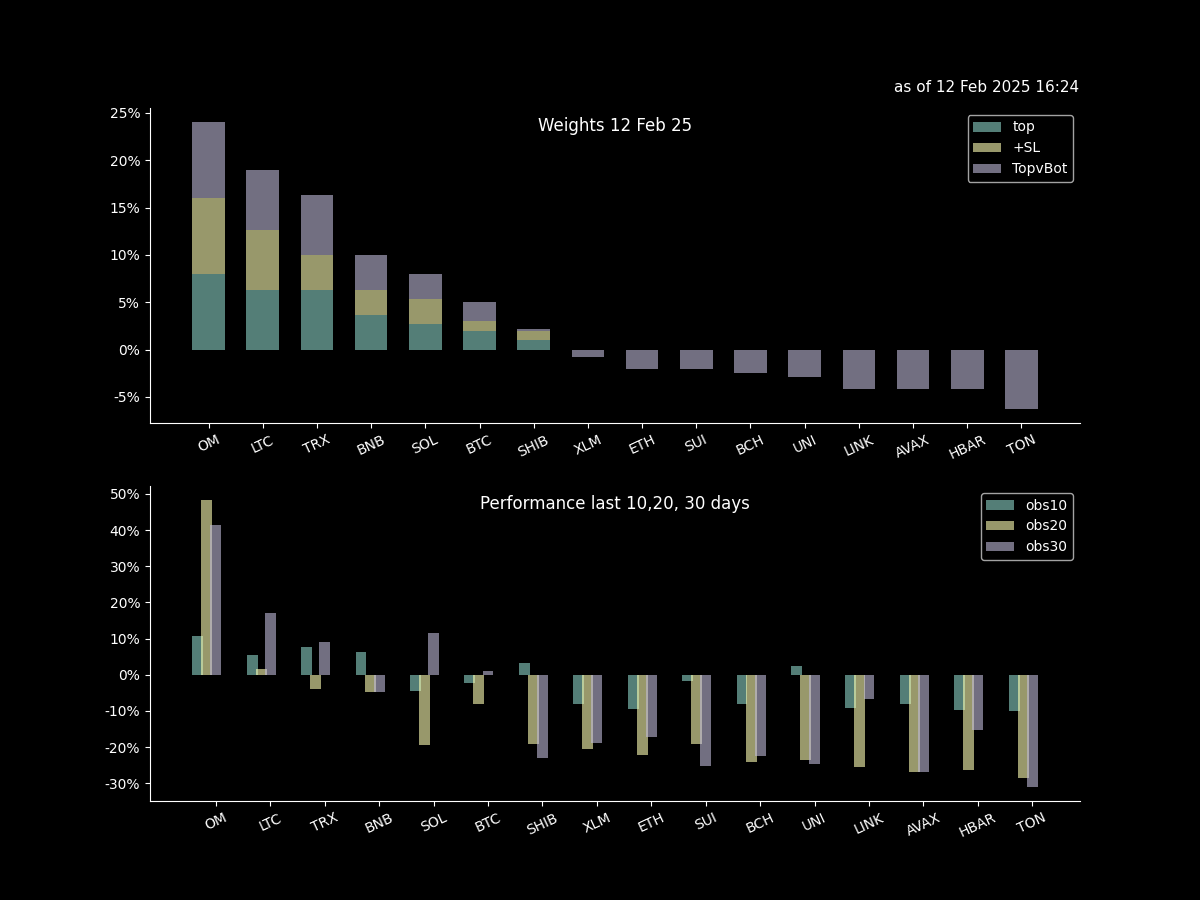 as of 12 Feb 2025 16:24
Weights 12 Feb 25
top
+SL
TopvBot
25%
20%
15%
10%
5%
0%
-5%
OM LTC TRX BNB SOL BTC SHIB XLM ETH SUI BCH UNI LINK AVAX HBAR TON
Performance last 10,20, 30 days
obs10
obs20
obs30
50%
40%
30%
20%
10%
0%
-10%
-20%
-30%
OM LTC TRX BNB SOL BTC SHIB XLM ETH SUI BCH UNI LINK AVAX HBAR TON